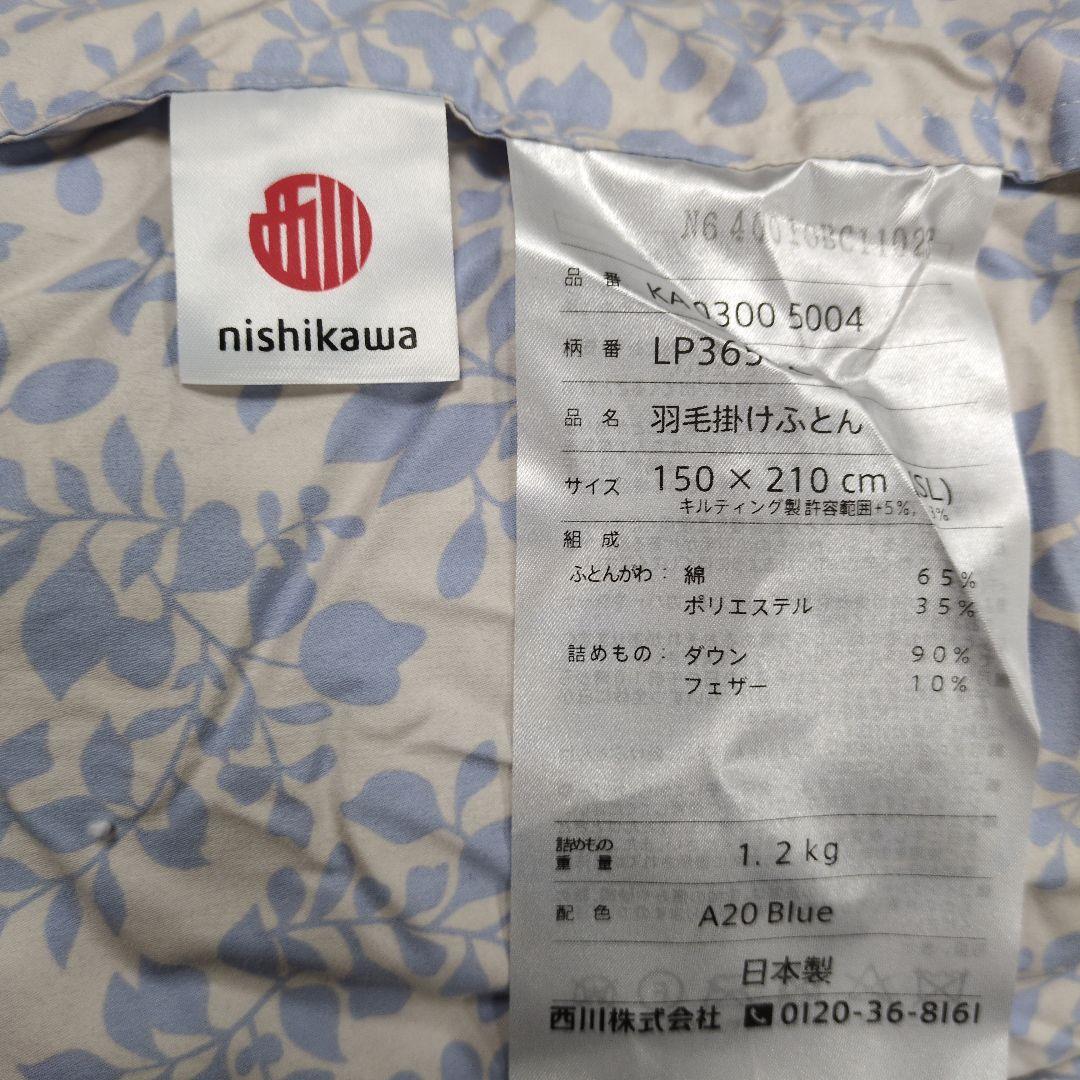 nishikawa
品番 KA0300 5004
柄番 LP365
品名 羽毛掛けふとん
サイズ 150 × 210 cm (SL)
キルティング製 許容範囲+5%,
組成
ふとんがわ: 綿 65%
ポリエステル 35%
詰めもの: ダウン 90%
フェザー 10%
詰めもの重量 1.2kg
配色 A20 Blue
日本製
西川株式会社 0120-36-8161